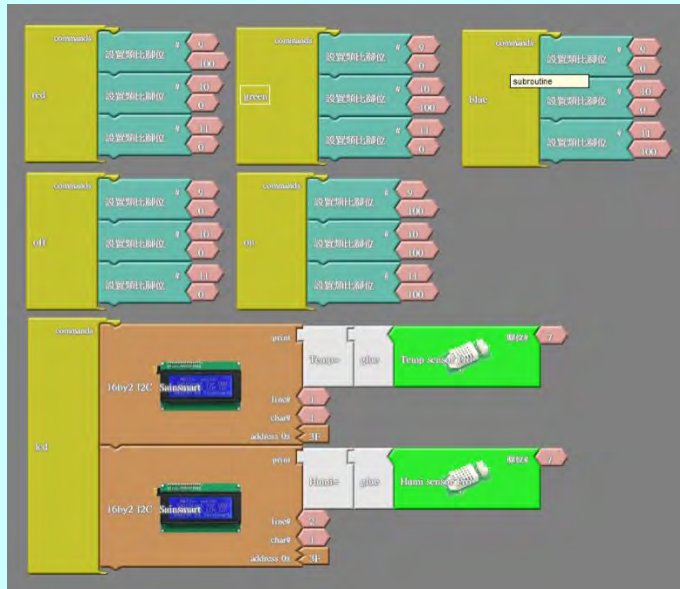 commands
red
設置類比腳位 # 9 100
設置類比腳位 # 10 0
設置類比腳位 # 11 0
commands
green
設置類比腳位 # 9 0
設置類比腳位 # 10 100
設置類比腳位 # 11 0
commands
subroutine
blue
設置類比腳位 # 9 0
設置類比腳位 # 10 0
設置類比腳位 # 11 100
commands
off
設置類比腳位 # 9 0
設置類比腳位 # 10 0
設置類比腳位 # 11 0
commands
on
設置類比腳位 # 9 100
設置類比腳位 # 10 100
設置類比腳位 # 11 100
commands
lcd
16by2 I2C Sainsmart
print
Temp=
glue
Temp sensor
腳位# 7
line# 1
char# 1
address 0x 3F
16by2 I2C Sainsmart
print
Humi=
glue
Humi sensor
腳位# 7
line# 2
char# 1
address 0x 3F